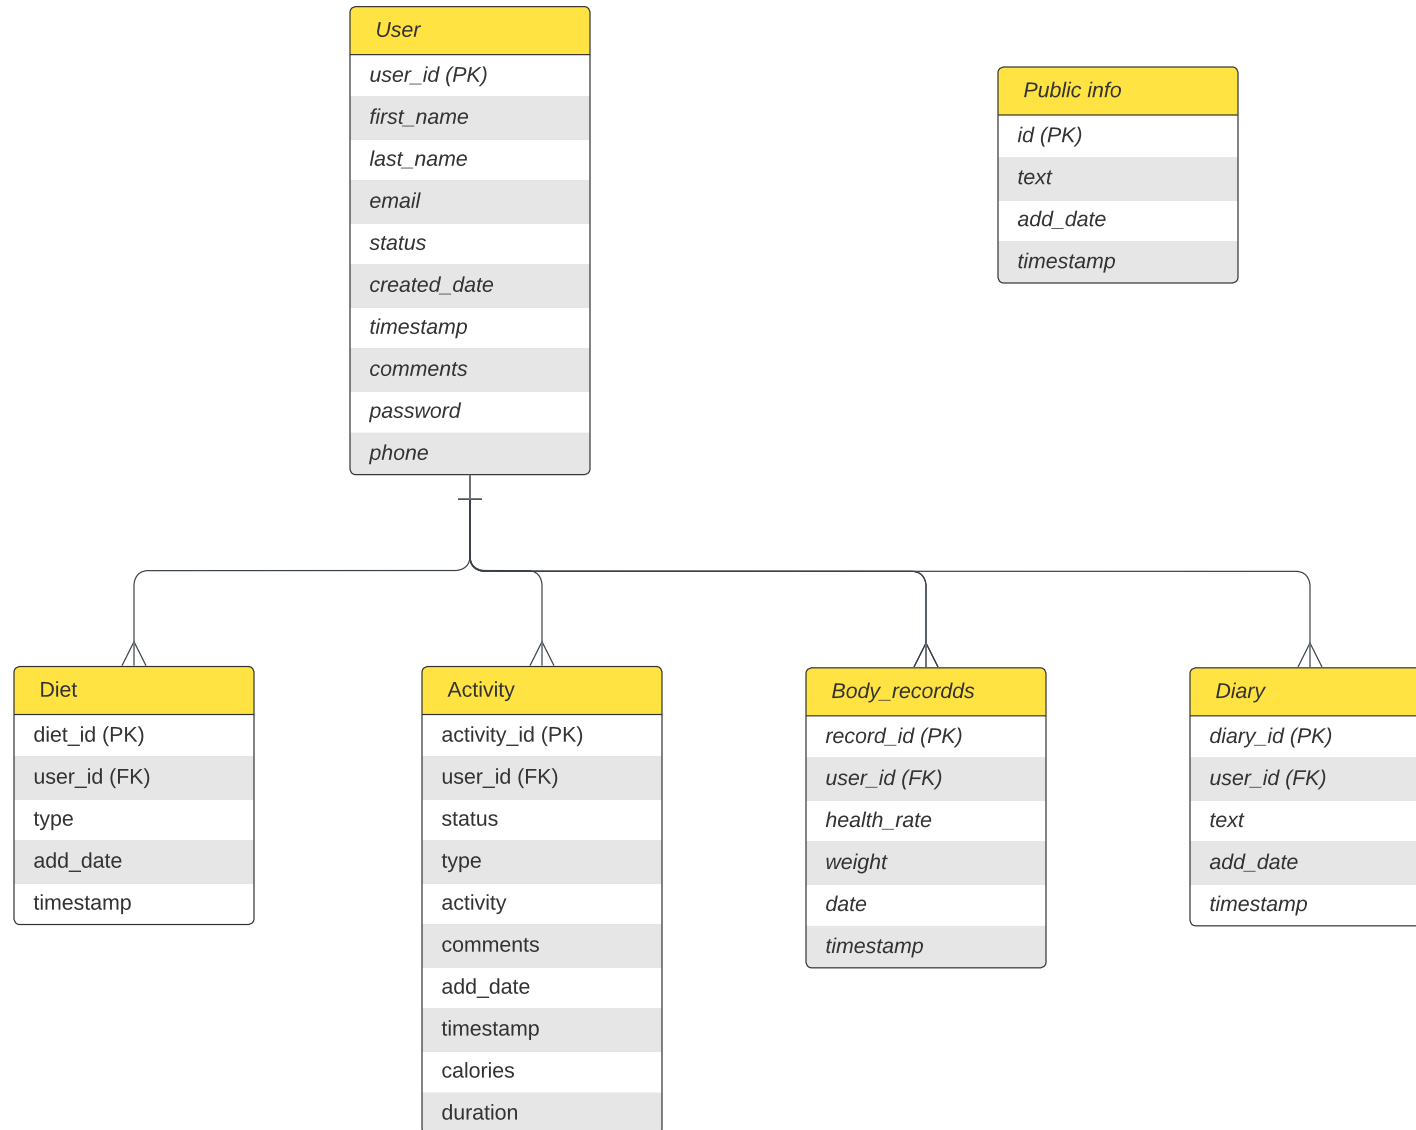 User
user_id (PK)
first_name
last_name
email
status
created_date
timestamp
comments
password
phone
Public info
id (PK)
text
add_date
timestamp
Diet
diet_id (PK)
user_id (FK)
type
add_date
timestamp
Activity
activity_id (PK)
user_id (FK)
status
type
activity
comments
add_date
timestamp
calories
duration
Body_recordds
record_id (PK)
user_id (FK)
health_rate
weight
date
timestamp
Diary
diary_id (PK)
user_id (FK)
text
add_date
timestamp